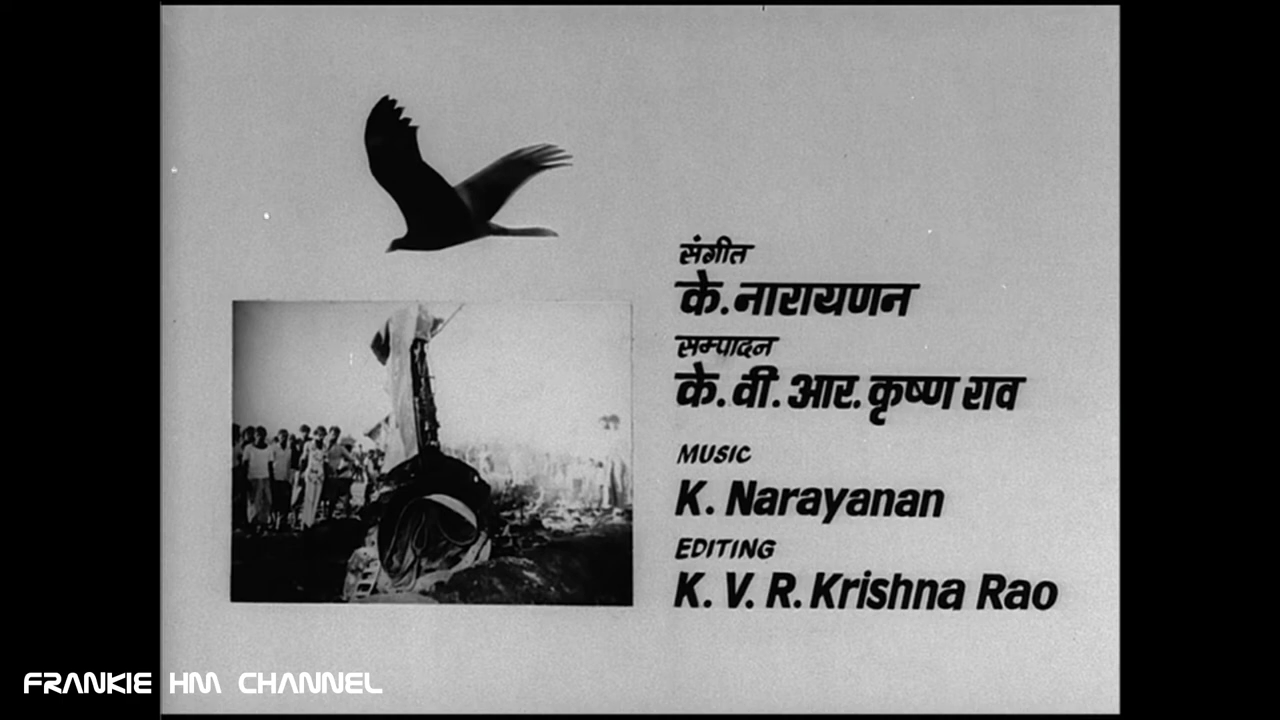 संगीत
के. नारायणन
सम्पादन
के. वी. आर. कृष्ण राव
MUSIC
K. Narayanan
EDITING
K. V. R. Krishna Rao
FRANKIE HM CHANNEL